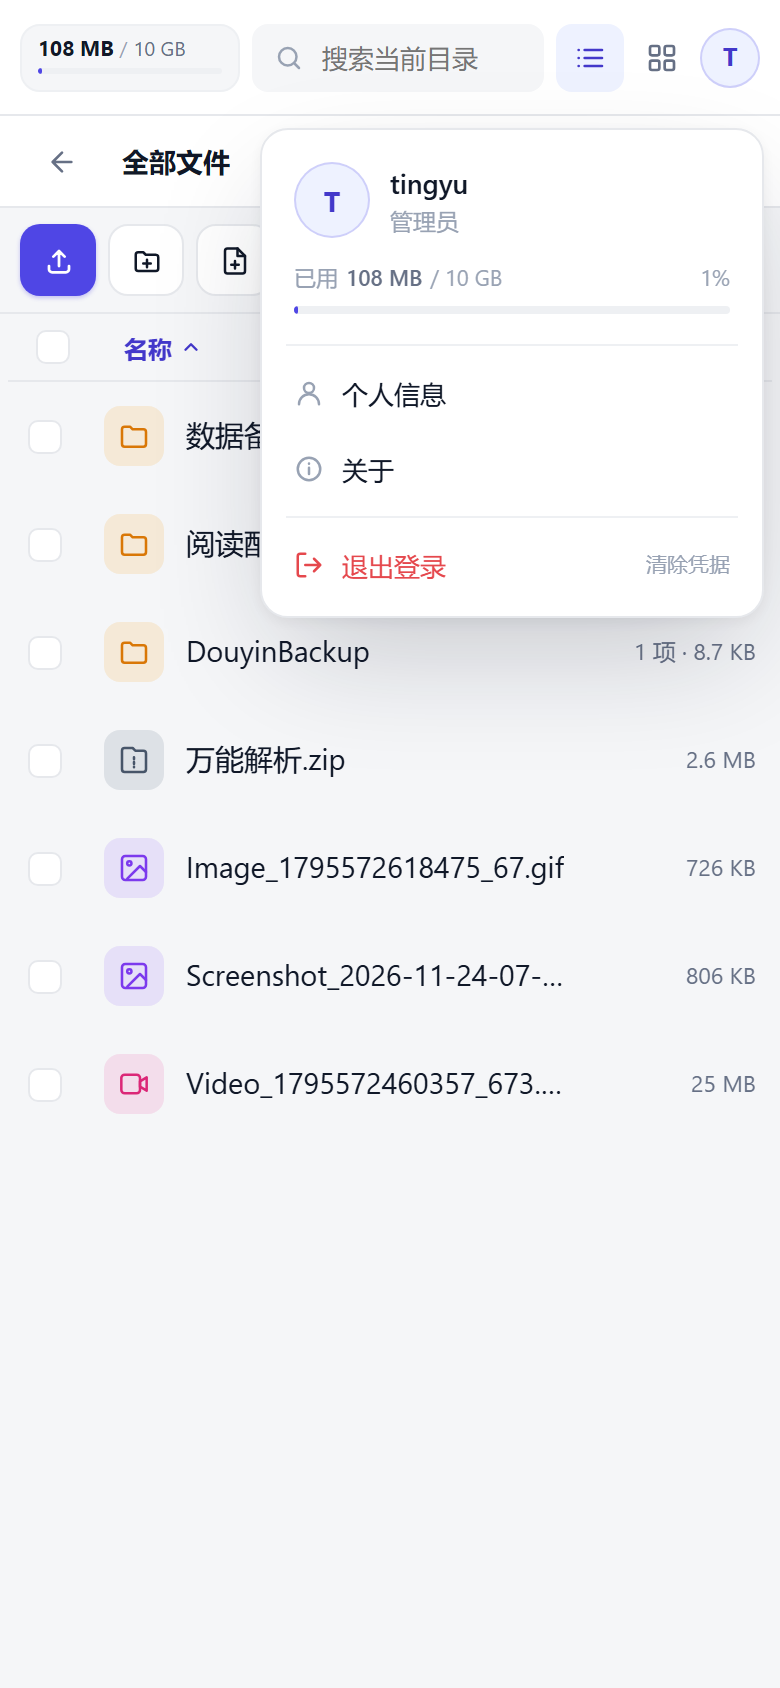 108 MB / 10 GB
搜索当前目录
T
全部文件
T
tingyu
管理员
已用 108 MB / 10 GB 1%
个人信息
关于
退出登录 清除凭据
名称
数据
阅读
DouyinBackup 1 项 · 8.7 KB
万能解析.zip 2.6 MB
Image_1795572618475_67.gif 726 KB
Screenshot_2026-11-24-07-... 806 KB
Video_1795572460357_673.... 25 MB